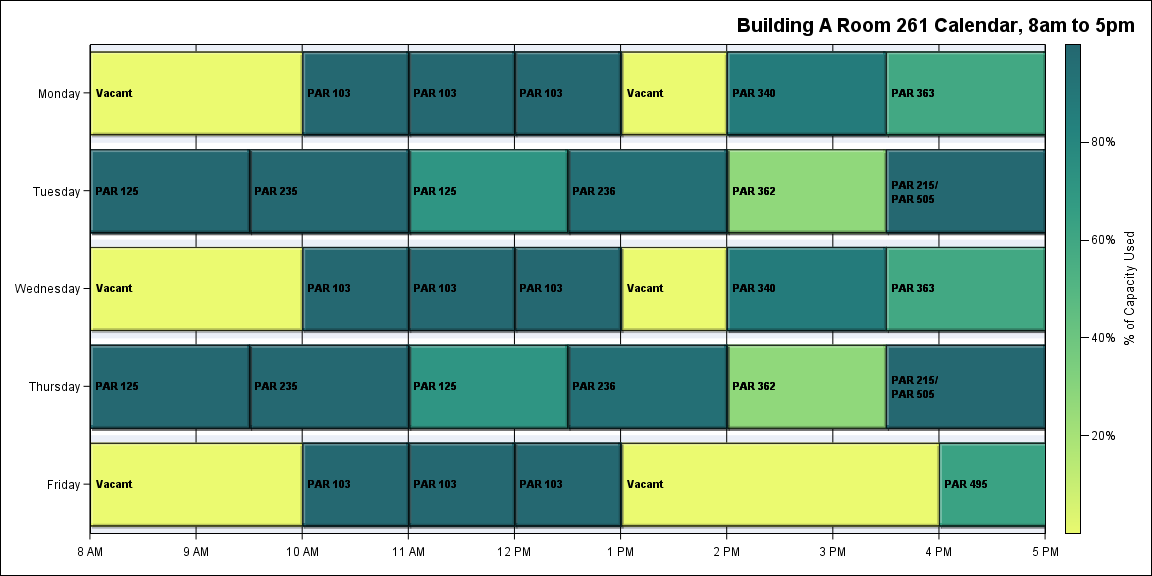 Building A Room 261 Calendar, 8am to 5pm
Monday
Vacant
PAR 103
PAR 103
PAR 103
Vacant
PAR 340
PAR 363
Tuesday
PAR 125
PAR 235
PAR 125
PAR 236
PAR 362
PAR 215/
PAR 505
Wednesday
Vacant
PAR 103
PAR 103
PAR 103
Vacant
PAR 340
PAR 363
Thursday
PAR 125
PAR 235
PAR 125
PAR 236
PAR 362
PAR 215/
PAR 505
Friday
Vacant
PAR 103
PAR 103
PAR 103
Vacant
PAR 495
8 AM
9 AM
10 AM
11 AM
12 PM
1 PM
2 PM
3 PM
4 PM
5 PM
80%
60%
40%
20%
% of Capacity Used